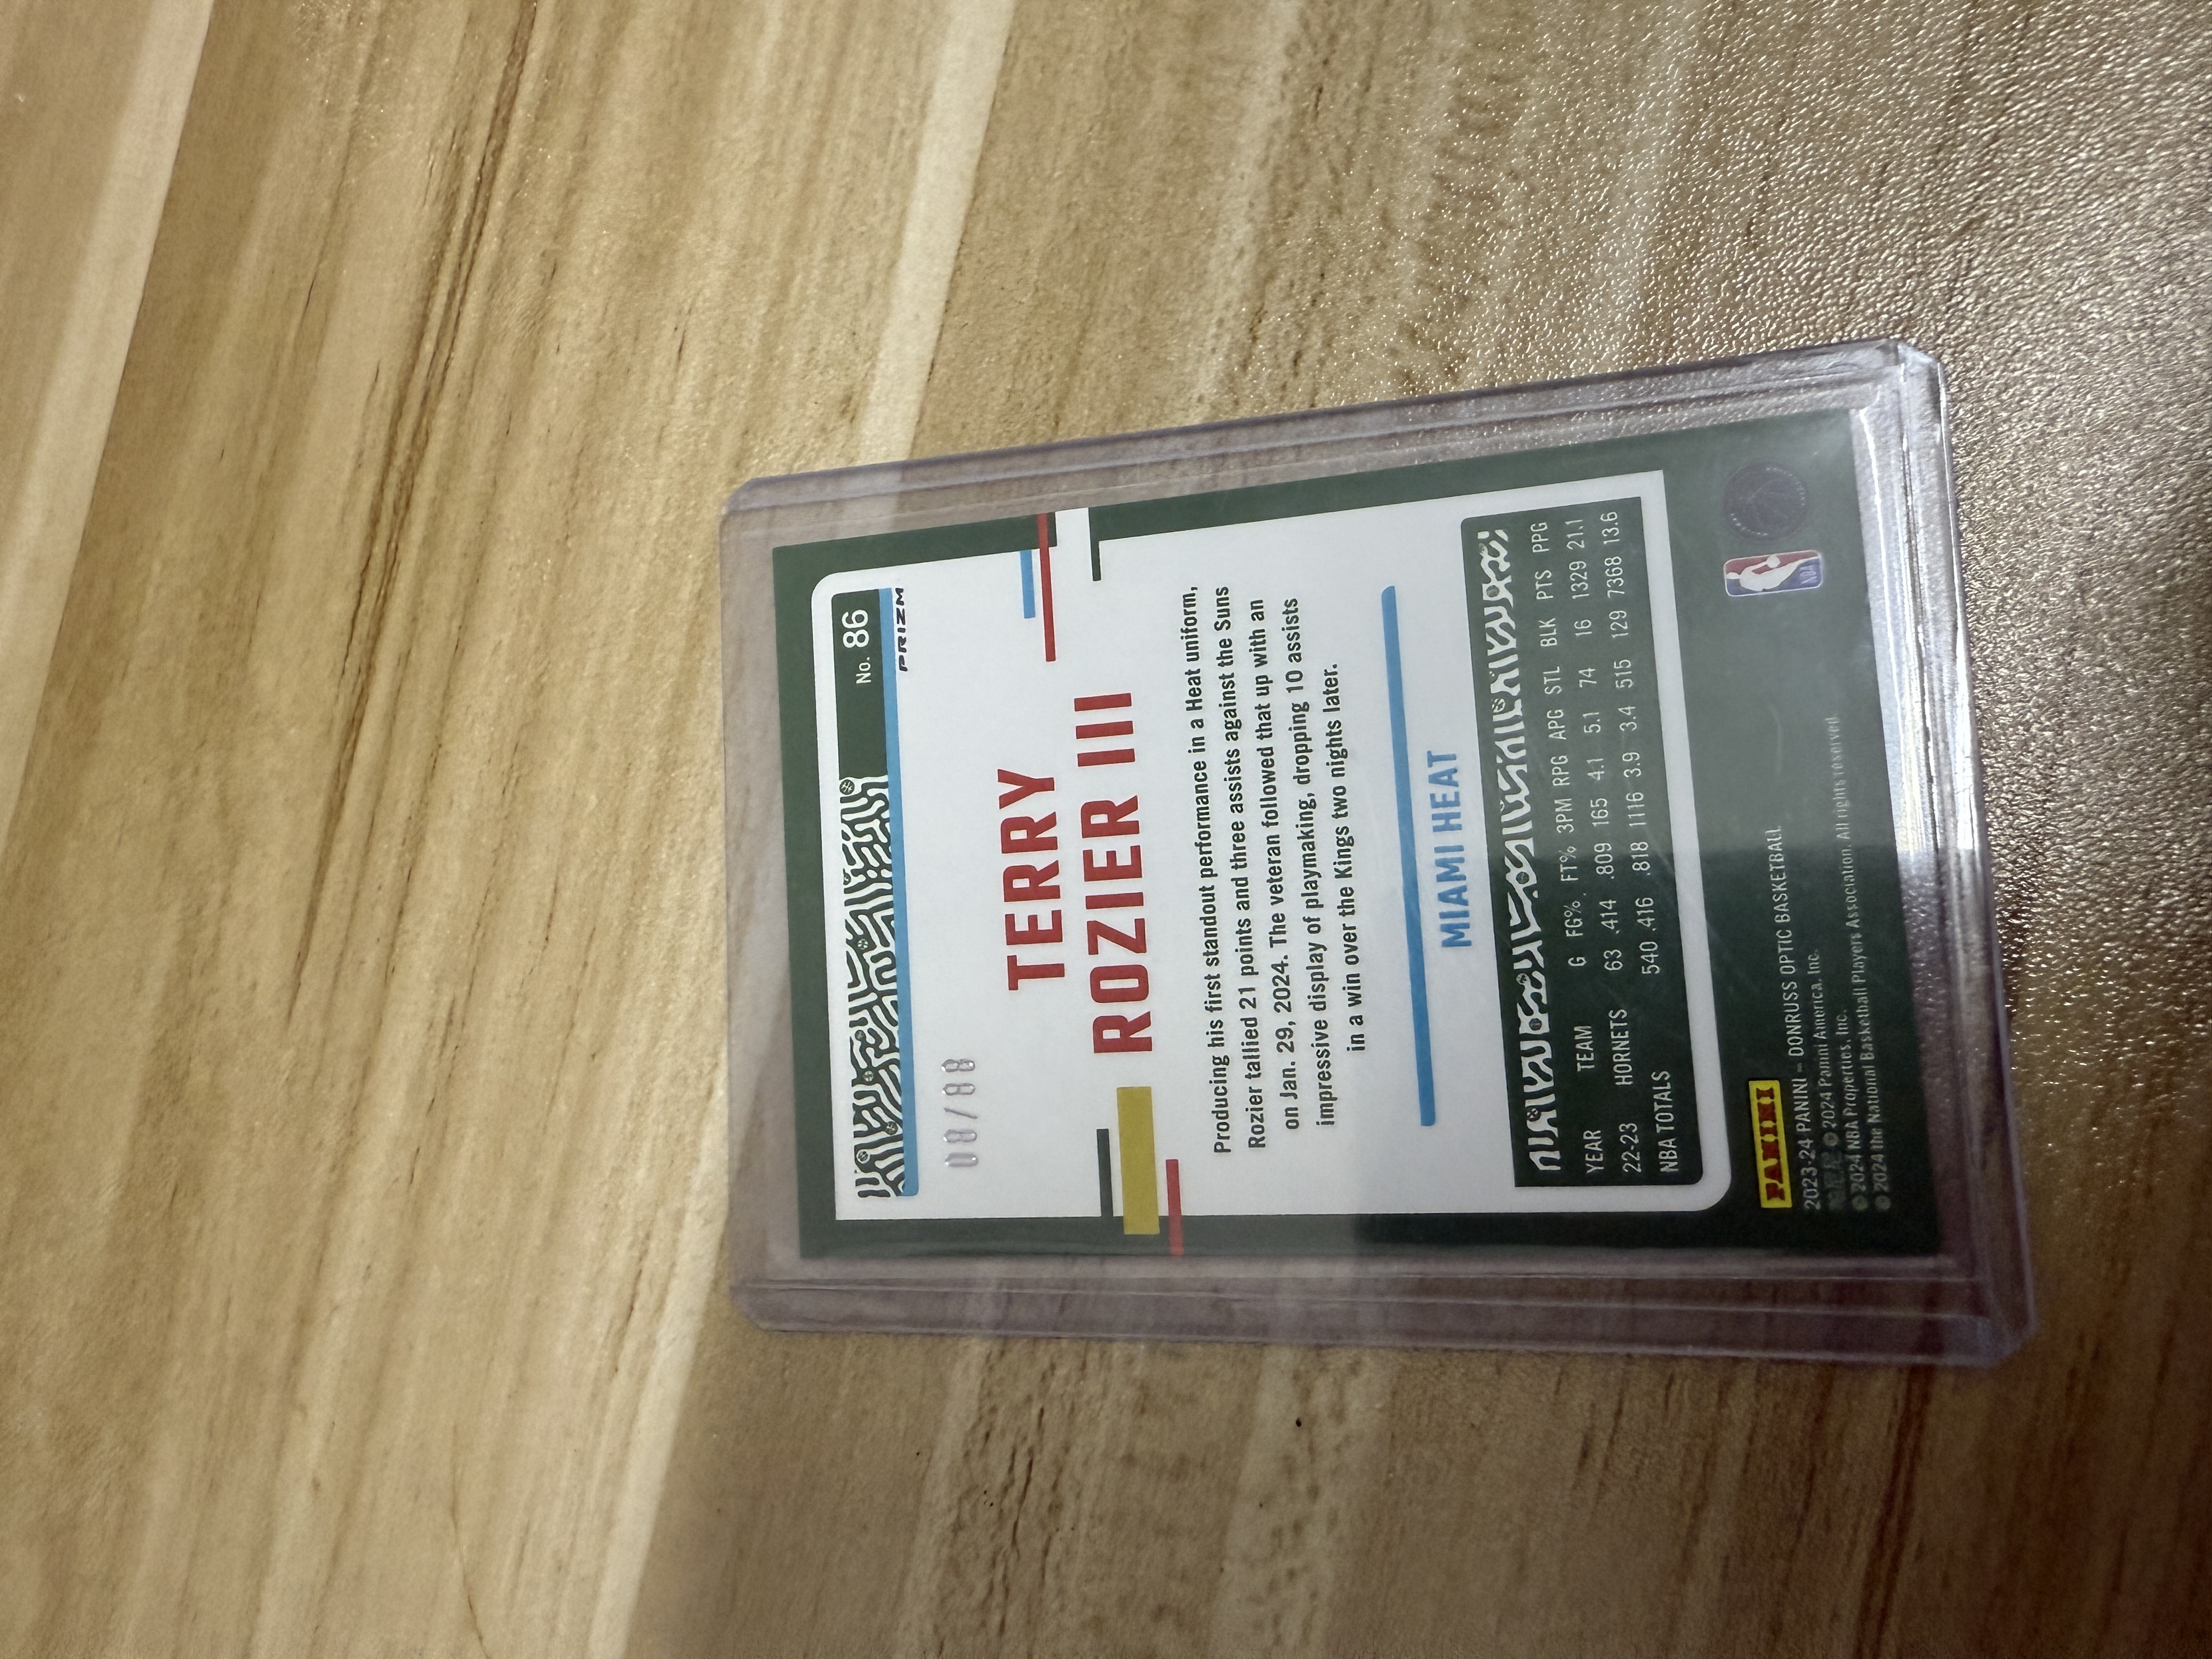 No. 86
PRIZM
08/88
TERRY
ROZIER III
Producing his first standout performance in a Heat uniform,
Rozier tallied 21 points and three assists against the Suns
on Jan. 29, 2024. The veteran followed that up with an
impressive display of playmaking, dropping 10 assists
in a win over the Kings two nights later.
MIAMI HEAT
YEAR TEAM G FG% FT% 3PM RPG APG STL BLK PTS PPG
22-23 HORNETS 63 .414 .809 165 4.1 5.1 74 16 1329 21.1
NBA TOTALS 540 .416 .818 1116 3.9 3.4 515 129 7368 13.6
PANINI
2023-24 PANINI – DONRUSS OPTIC BASKETBALL
© 2024 Panini America, Inc.
© 2024 NBA Properties, Inc.
© 2024 the National Basketball Players Association. All rights reserved.
NBA